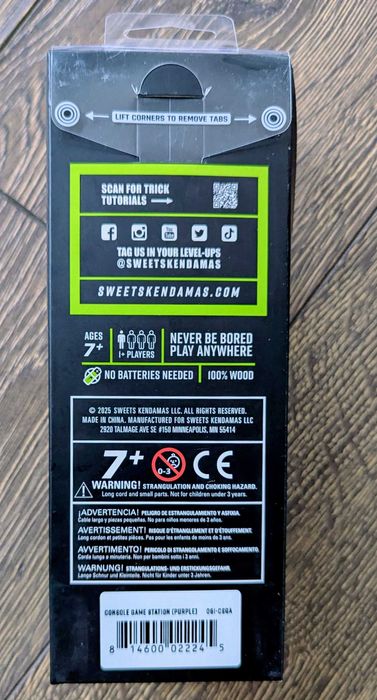 LIFT CORNERS TO REMOVE TABS
SCAN FOR TRICK
TUTORIALS
TAG US IN YOUR LEVEL-UPS
@SWEETSKENDAMAS
SWEETSKENDAMAS.COM
AGES
7+
1+ PLAYERS
NEVER BE BORED
PLAY ANYWHERE
NO BATTERIES NEEDED
100% WOOD
© 2025 SWEETS KENDAMAS LLC. ALL RIGHTS RESERVED.
MADE IN CHINA. MANUFACTURED FOR SWEETS KENDAMAS LLC
2920 TALMAGE AVE SE #150 MINNEAPOLIS, MN 55414
7+
0-3
CE
WARNING! STRANGULATION AND CHOKING HAZARD.
Long cord and small parts. Not for children under 3 years.
¡ADVERTENCIA! PELIGRO DE ESTRANGULAMIENTO Y ASFIXIA.
Cable largo y piezas pequeñas. No para niños menores de 3 años.
AVERTISSEMENT! RISQUE D'ÉTRANGLEMENT ET D'ÉTOUFFEMENT.
Long cordon et petites pièces. Pas pour les enfants de moins de 3 ans.
AVVERTIMENTO! PERICOLO DI STRANGOLAMENTO E SOFFOCAMENTO.
Corda lunga e minuteria. Non per bambini sotto i 3 anni.
WARNUNG! STRANGULATIONS- UND ERSTICKUNGSGEFAHR.
Lange Schnur und Kleinteile. Nicht für Kinder unter 3 Jahren.
CONSOLE GAME STATION (PURPLE)
8 14600 02224 5